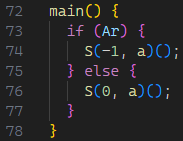 72 main() {
73 if (Ar) {
74 S(-1, a)();
75 } else {
76 S(0, a)();
77 }
78 }